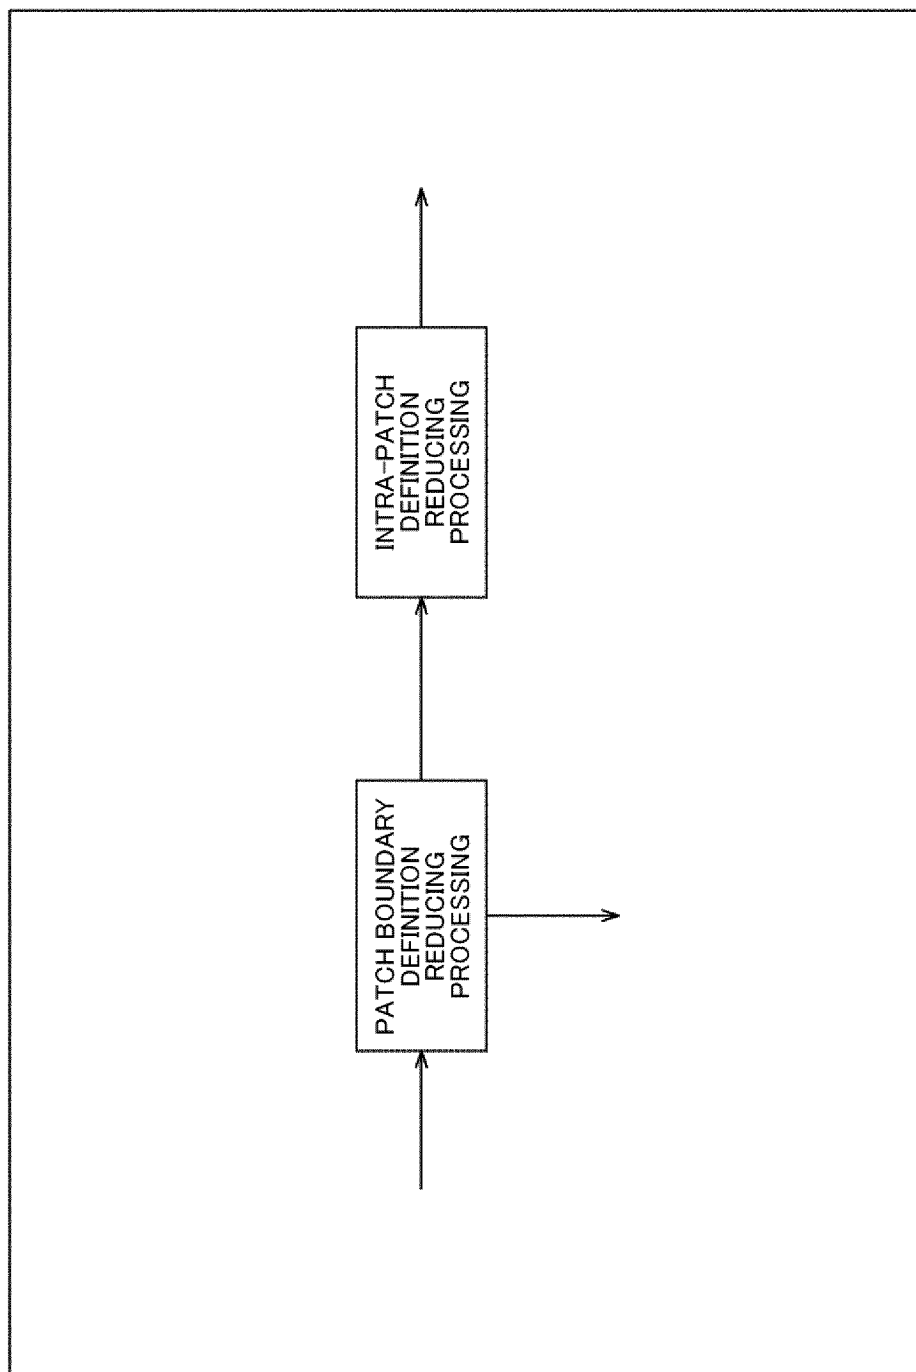 PATCH BOUNDARY
DEFINITION
REDUCING
PROCESSING
INTRA-PATCH
DEFINITION
REDUCING
PROCESSING